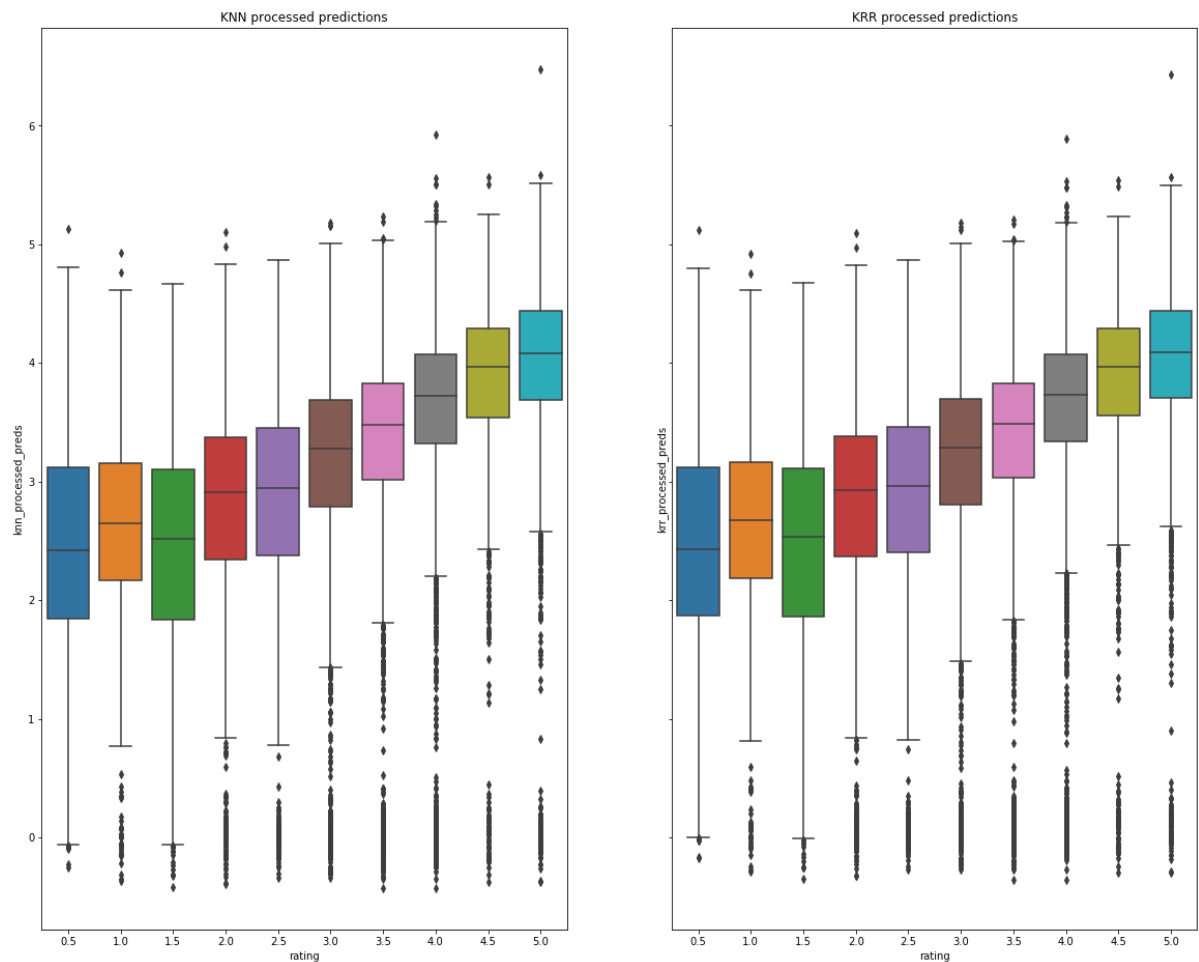 KNN processed predictions
knn_processed_preds
6
5
4
3
2
1
0
0.5 1.0 1.5 2.0 2.5 3.0 3.5 4.0 4.5 5.0
rating
KRR processed predictions
krr_processed_preds
0.5 1.0 1.5 2.0 2.5 3.0 3.5 4.0 4.5 5.0
rating